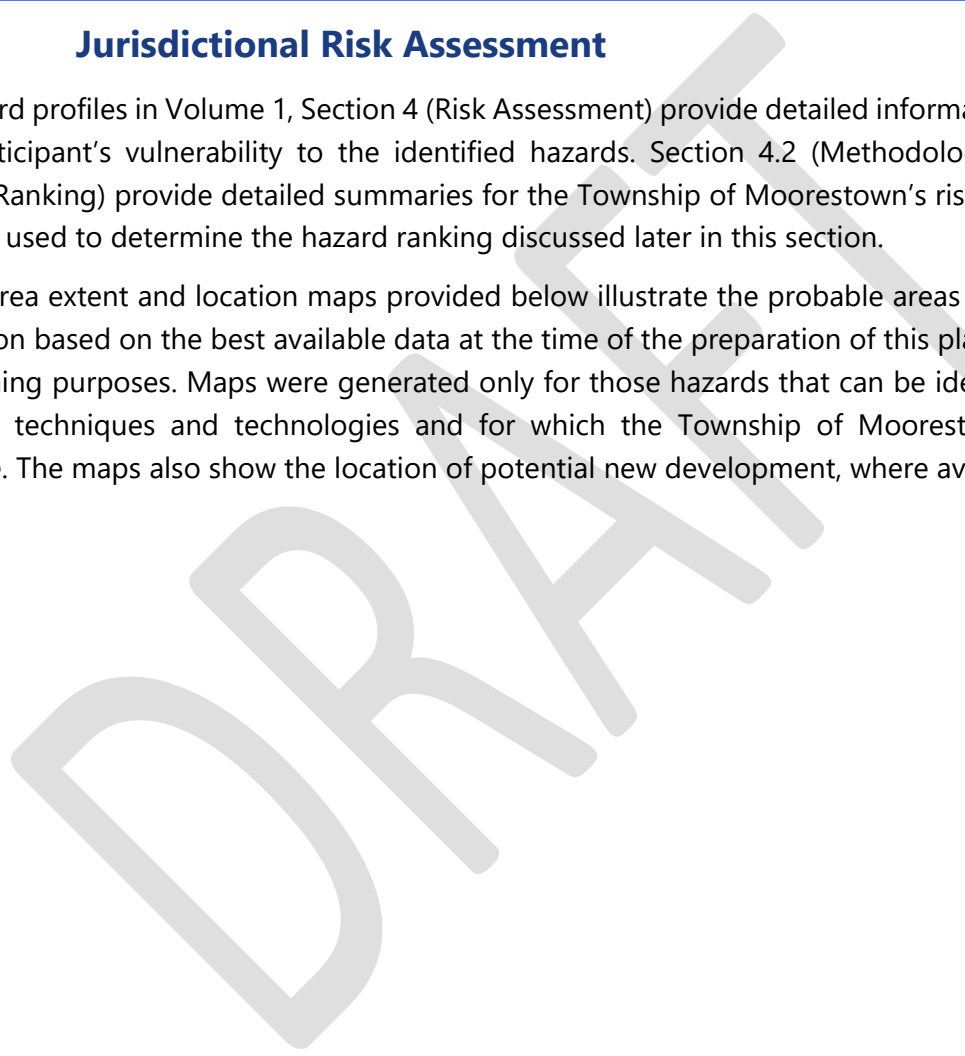 Jurisdictional Risk Assessment
rd profiles in Volume 1, Section 4 (Risk Assessment) provide detailed informa
ticipant's vulnerability to the identified hazards. Section 4.2 (Methodolo
Ranking) provide detailed summaries for the Township of Moorestown's ris
used to determine the hazard ranking discussed later in this section.
rea extent and location maps provided below illustrate the probable areas
on based on the best available data at the time of the preparation of this pla
ning purposes. Maps were generated only for those hazards that can be ide
techniques and technologies and for which the Township of Moorest
e. The maps also show the location of potential new development, where av
DRAFT